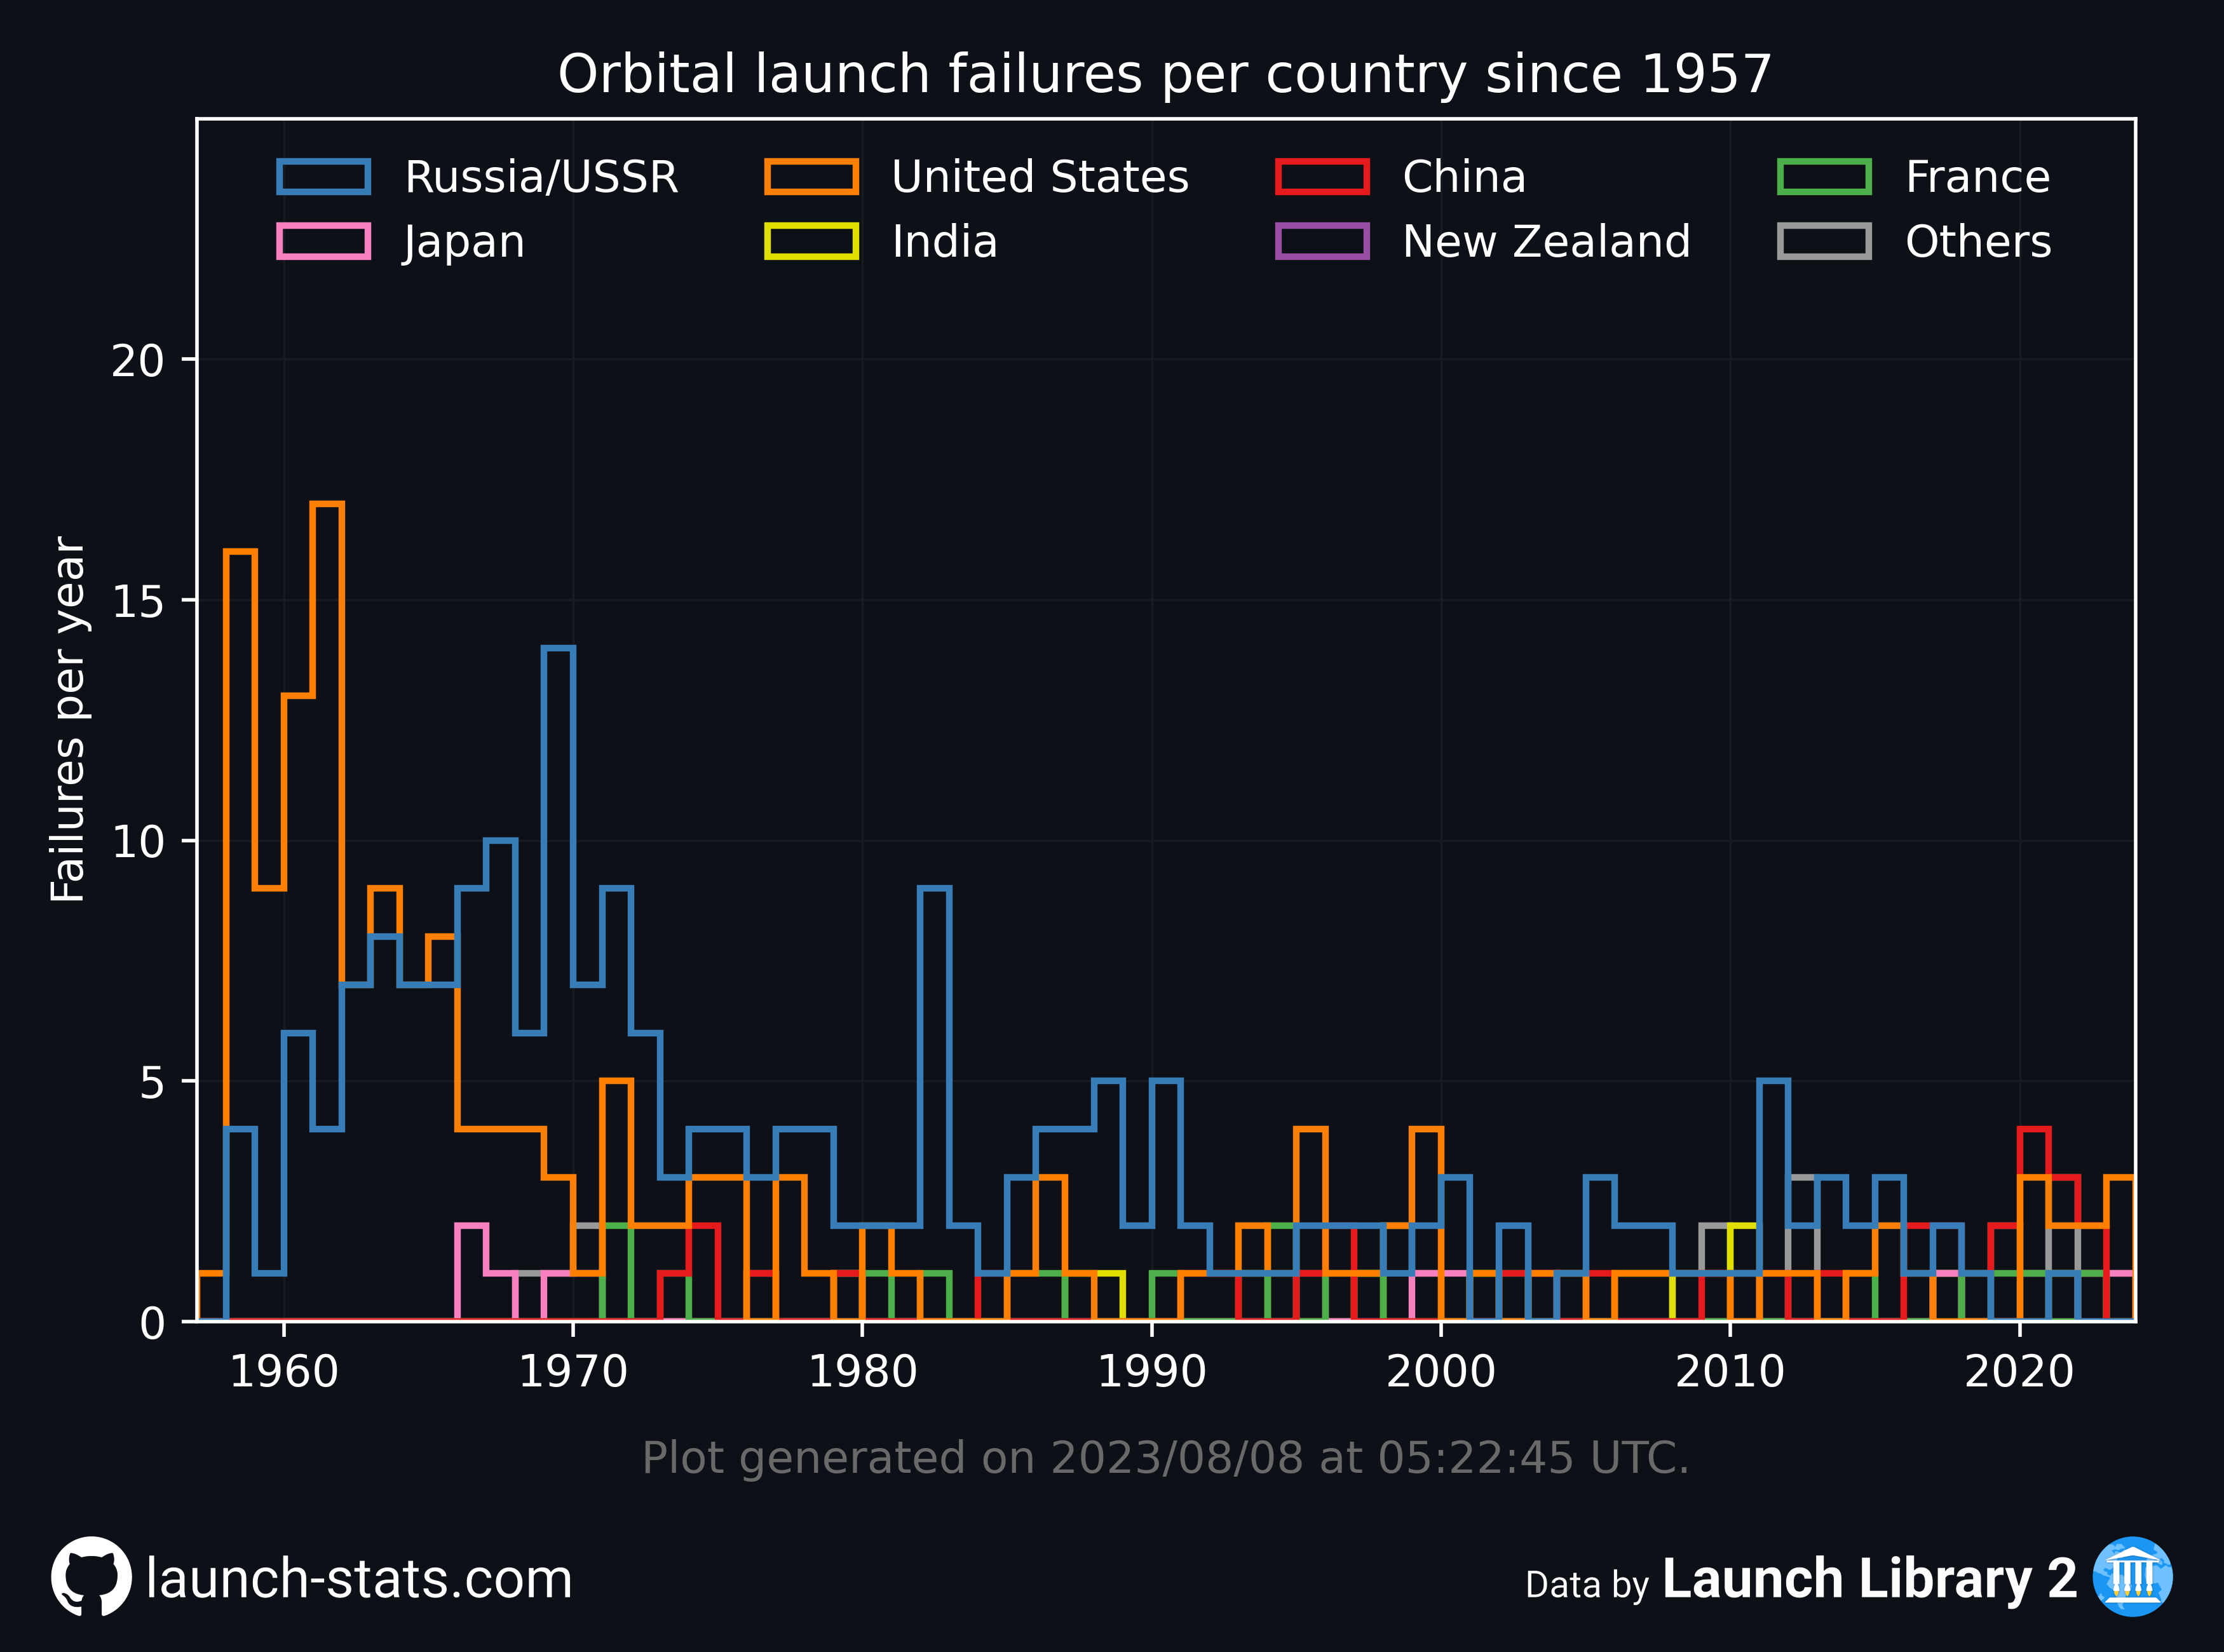 Orbital launch failures per country since 1957
Russia/USSR United States China France
Japan India New Zealand Others
20
15
10
5
0
Failures per year
1960 1970 1980 1990 2000 2010 2020
Plot generated on 2023/08/08 at 05:22:45 UTC.
launch-stats.com
Data by Launch Library 2